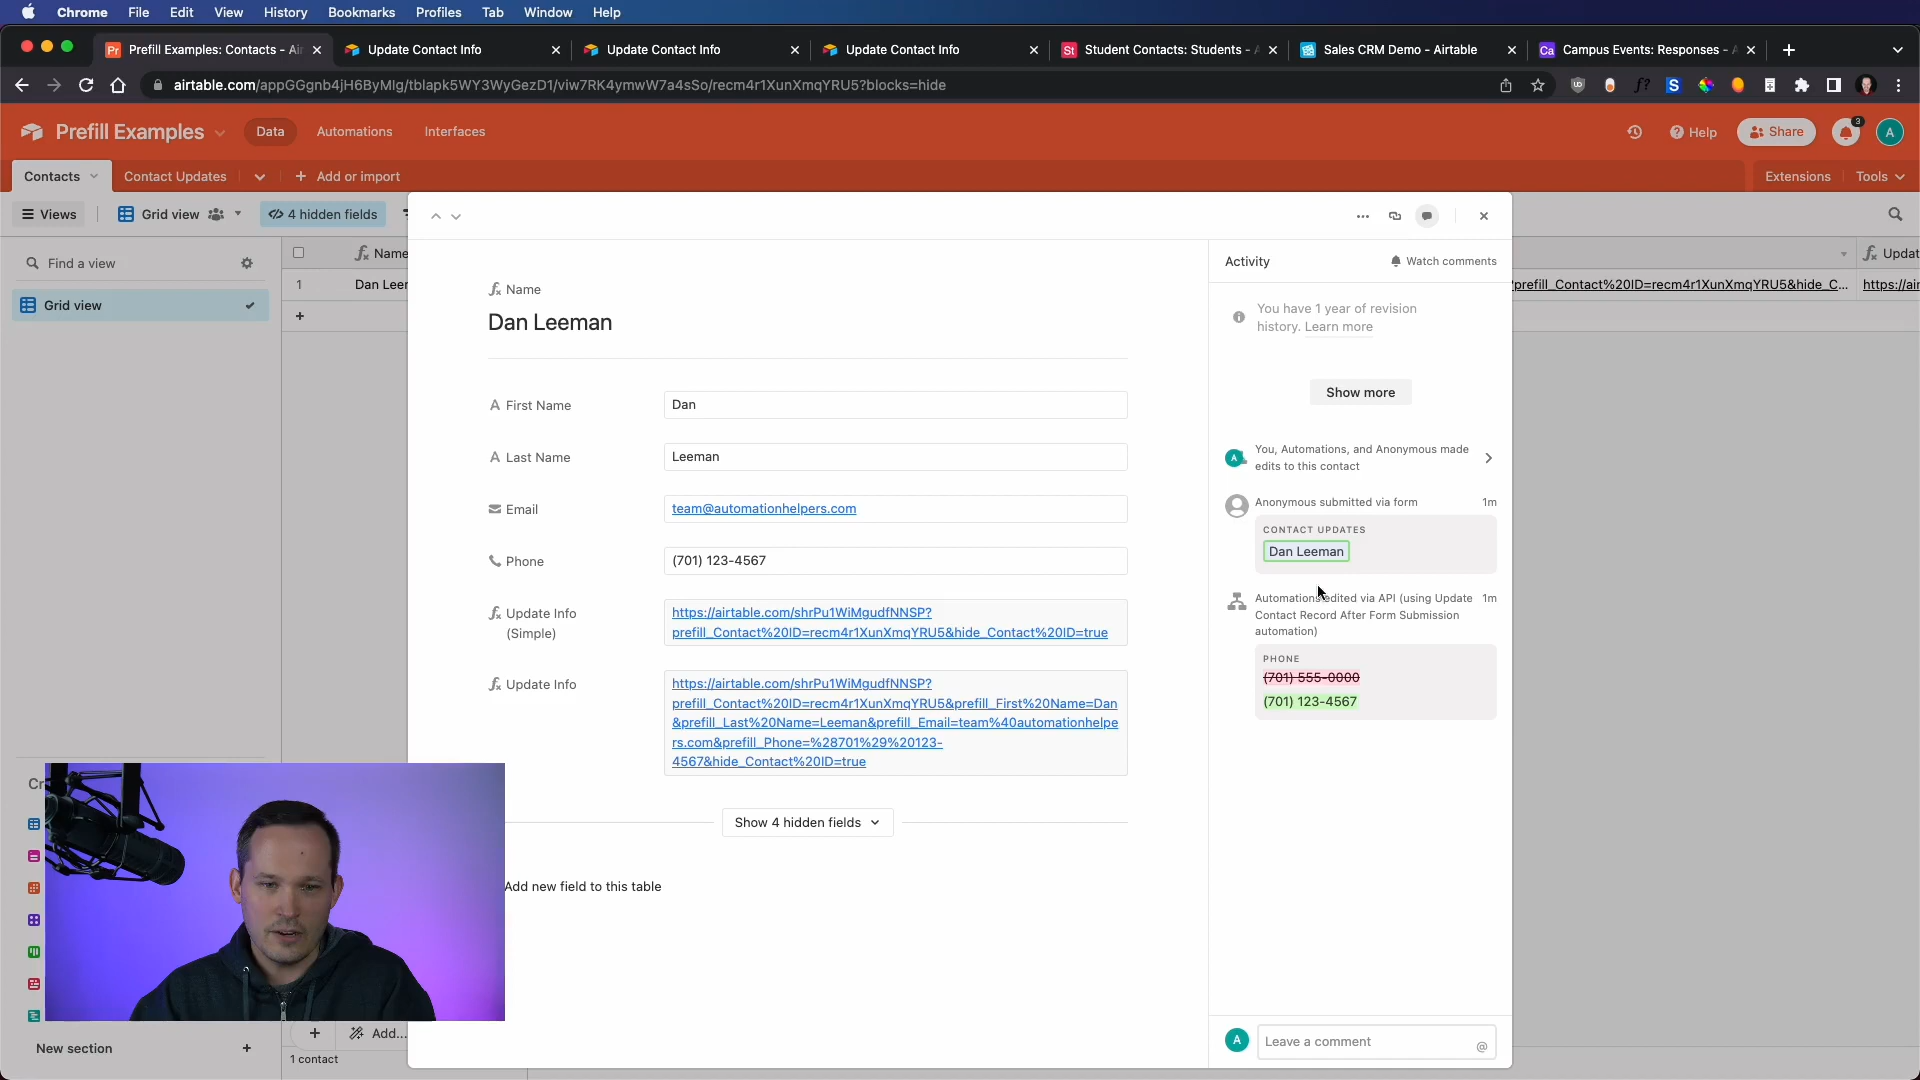 Chrome File Edit View History Bookmarks Profiles Tab Window Help
Prefill Examples: Contacts - Ai
Update Contact Info
Update Contact Info
Update Contact Info
Student Contacts: Students - A
Sales CRM Demo - Airtable
Campus Events: Responses - A
airtable.com/appGGgnb4jH6ByMIg/tblapk5WY3WyGezD1/viw7RK4ymwW7a4sSo/recm4r1XunXmqYRU5?blocks=hide
Prefill Examples
Data
Automations
Interfaces
Help
Share
3
A
Contacts
Contact Updates
Add or import
Extensions
Tools
Views
Grid view
4 hidden fields
Find a view
Grid view
Name
1
Dan Leer
Updat
?prefill_Contact%20ID=recm4r1XunXmqYRU5&hide_C...
https://air
Name
Dan Leeman
First Name
Dan
Last Name
Leeman
Email
team@automationhelpers.com
Phone
(701) 123-4567
Update Info
(Simple)
https://airtable.com/shrPu1WiMgudfNNSP?
prefill_Contact%20ID=recm4r1XunXmqYRU5&hide_Contact%20ID=true
Update Info
https://airtable.com/shrPu1WiMgudfNNSP?
prefill_Contact%20ID=recm4r1XunXmqYRU5&prefill_First%20Name=Dan
&prefill_Last%20Name=Leeman&prefill_Email=team%40automationhelpe
rs.com&prefill_Phone=%28701%29%20123-
4567&hide_Contact%20ID=true
Show 4 hidden fields
Add new field to this table
Activity
Watch comments
You have 1 year of revision
history. Learn more
Show more
You, Automations, and Anonymous made
edits to this contact
Anonymous submitted via form 1m
CONTACT UPDATES
Dan Leeman
Automations edited via API (using Update 1m
Contact Record After Form Submission
automation)
PHONE
(701) 555-0000
(701) 123-4567
A
Leave a comment
@
Cr
New section
Add...
1 contact